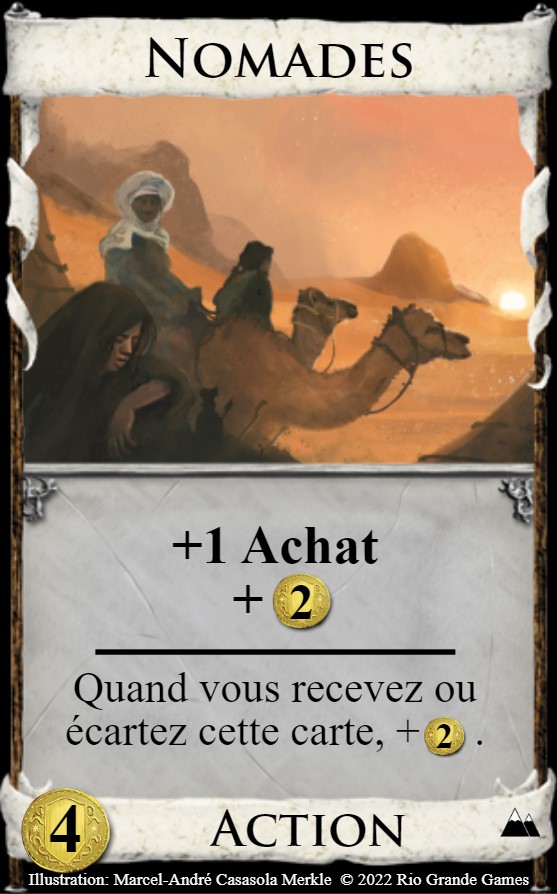 NOMADES
+1 Achat
+ 2
Quand vous recevez ou
écartez cette carte, + 2 .
4 ACTION
Illustration: Marcel-André Casasola Merkle © 2022 Rio Grande Games